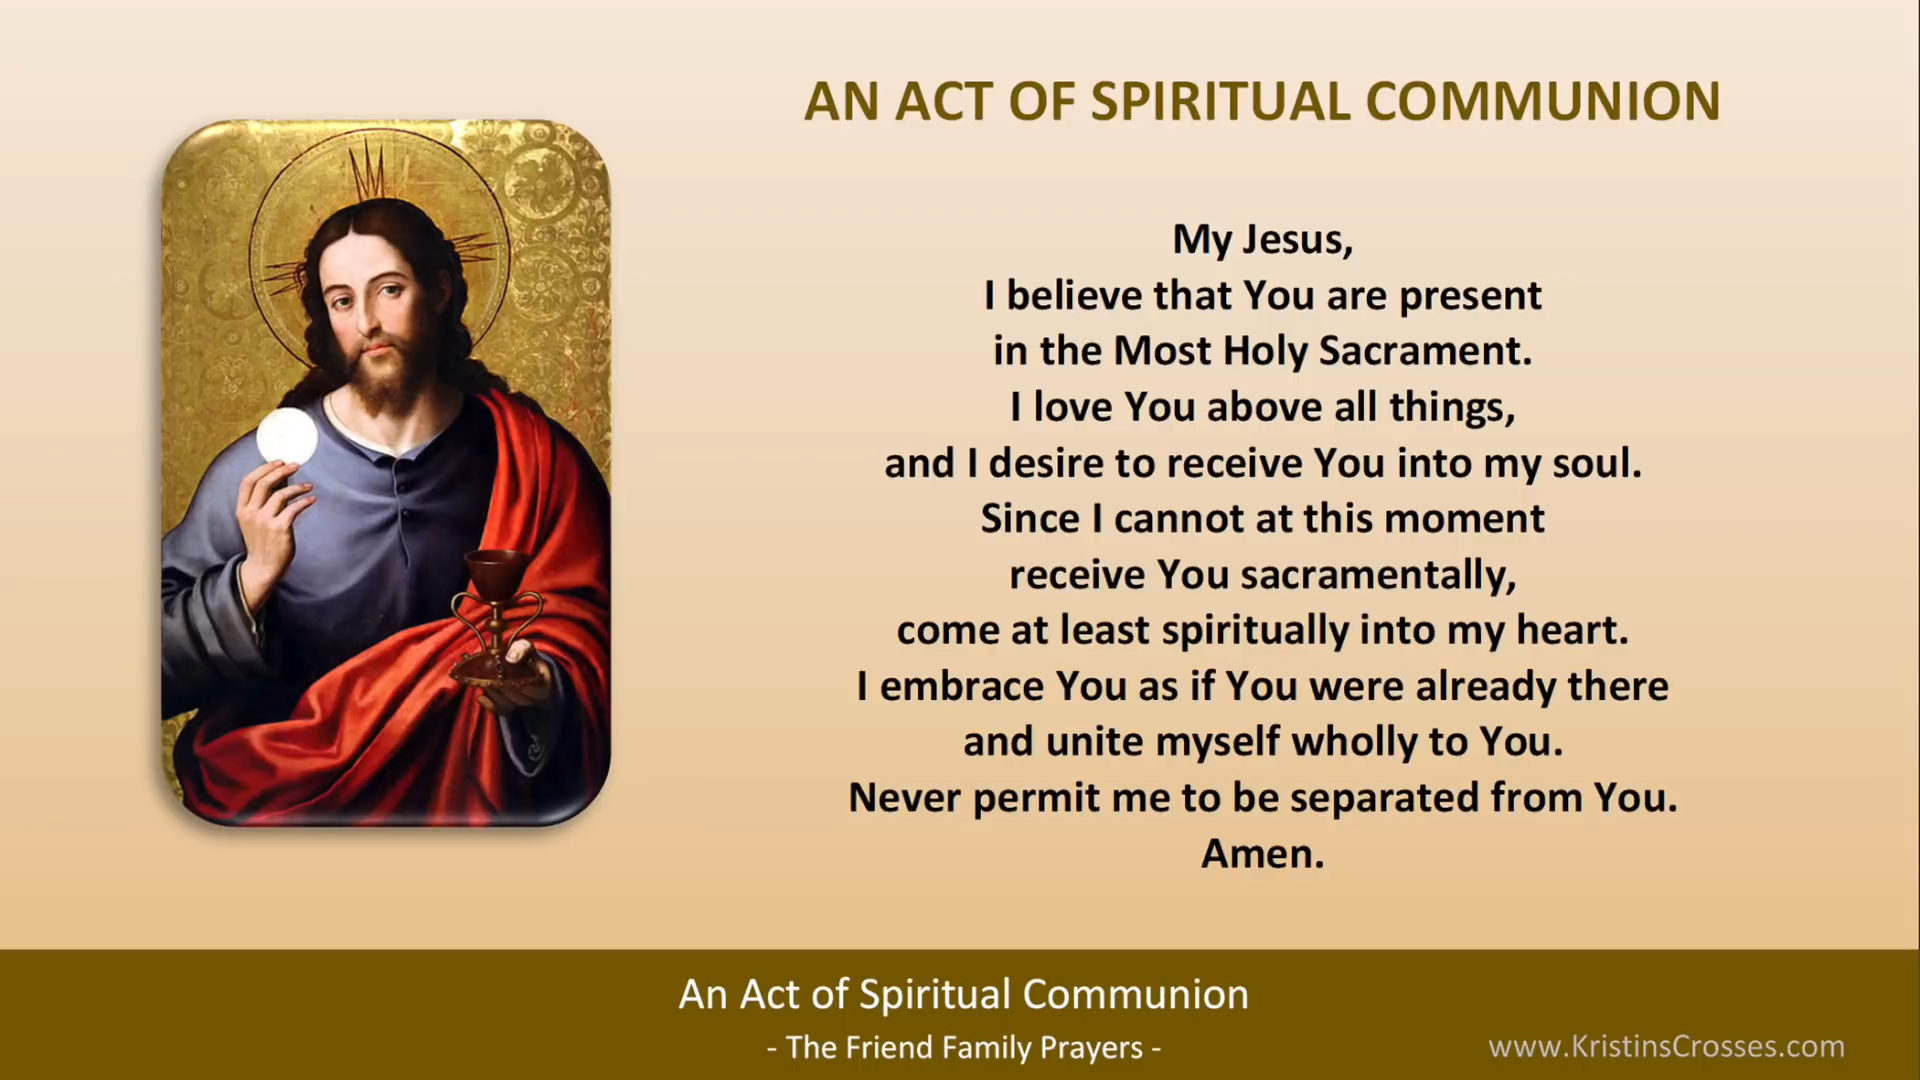 AN ACT OF SPIRITUAL COMMUNION
My Jesus,
I believe that You are present
in the Most Holy Sacrament.
I love You above all things,
and I desire to receive You into my soul.
Since I cannot at this moment
receive You sacramentally,
come at least spiritually into my heart.
I embrace You as if You were already there
and unite myself wholly to You.
Never permit me to be separated from You.
Amen.
An Act of Spiritual Communion
- The Friend Family Prayers -
www.KristinsCrosses.com